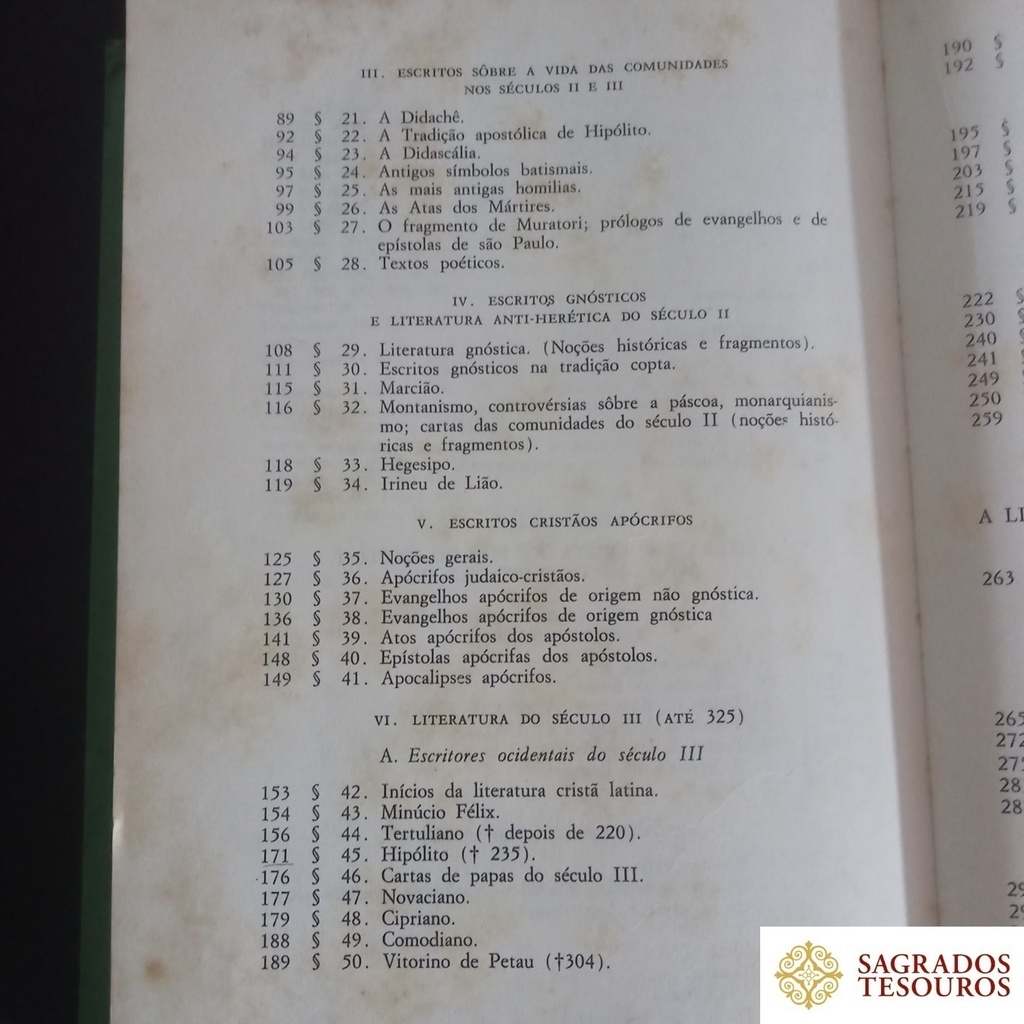 III. ESCRITOS SÔBRE A VIDA DAS COMUNIDADES
NOS SÉCULOS II E III
89 § 21. A Didachê.
92 § 22. A Tradição apostólica de Hipólito.
94 § 23. A Didascália.
95 § 24. Antigos símbolos batismais.
97 § 25. As mais antigas homilias.
99 § 26. As Atas dos Mártires.
103 § 27. O fragmento de Muratori; prólogos de evangelhos e de
epístolas de são Paulo.
105 § 28. Textos poéticos.
IV. ESCRITOS GNÓSTICOS
E LITERATURA ANTI-HERÉTICA DO SÉCULO II
108 § 29. Literatura gnóstica. (Noções históricas e fragmentos).
111 § 30. Escritos gnósticos na tradição copta.
115 § 31. Marcião.
116 § 32. Montanismo, controvérsias sôbre a páscoa, monarquianis-
mo; cartas das comunidades do século II (noções histó-
ricas e fragmentos).
118 § 33. Hegesipo.
119 § 34. Irineu de Lião.
V. ESCRITOS CRISTÃOS APÓCRIFOS
125 § 35. Noções gerais.
127 § 36. Apócrifos judaico-cristãos.
130 § 37. Evangelhos apócrifos de origem não gnóstica.
136 § 38. Evangelhos apócrifos de origem gnóstica
141 § 39. Atos apócrifos dos apóstolos.
148 § 40. Epístolas apócrifas dos apóstolos.
149 § 41. Apocalipses apócrifos.
VI. LITERATURA DO SÉCULO III (ATÉ 325)
A. Escritores ocidentais do século III
153 § 42. Inícios da literatura cristã latina.
154 § 43. Minúcio Félix.
156 § 44. Tertuliano († depois de 220).
171 § 45. Hipólito († 235).
176 § 46. Cartas de papas do século III.
177 § 47. Novaciano.
179 § 48. Cipriano.
188 § 49. Comodiano.
189 § 50. Vitorino de Petau (†304).
190 §
192 §
195 §
197 §
203 §
215 §
219 §
222 §
230 §
240 §
241 §
249
250
259
A LI
263
265
272
SAGRADOS
TESOUROS